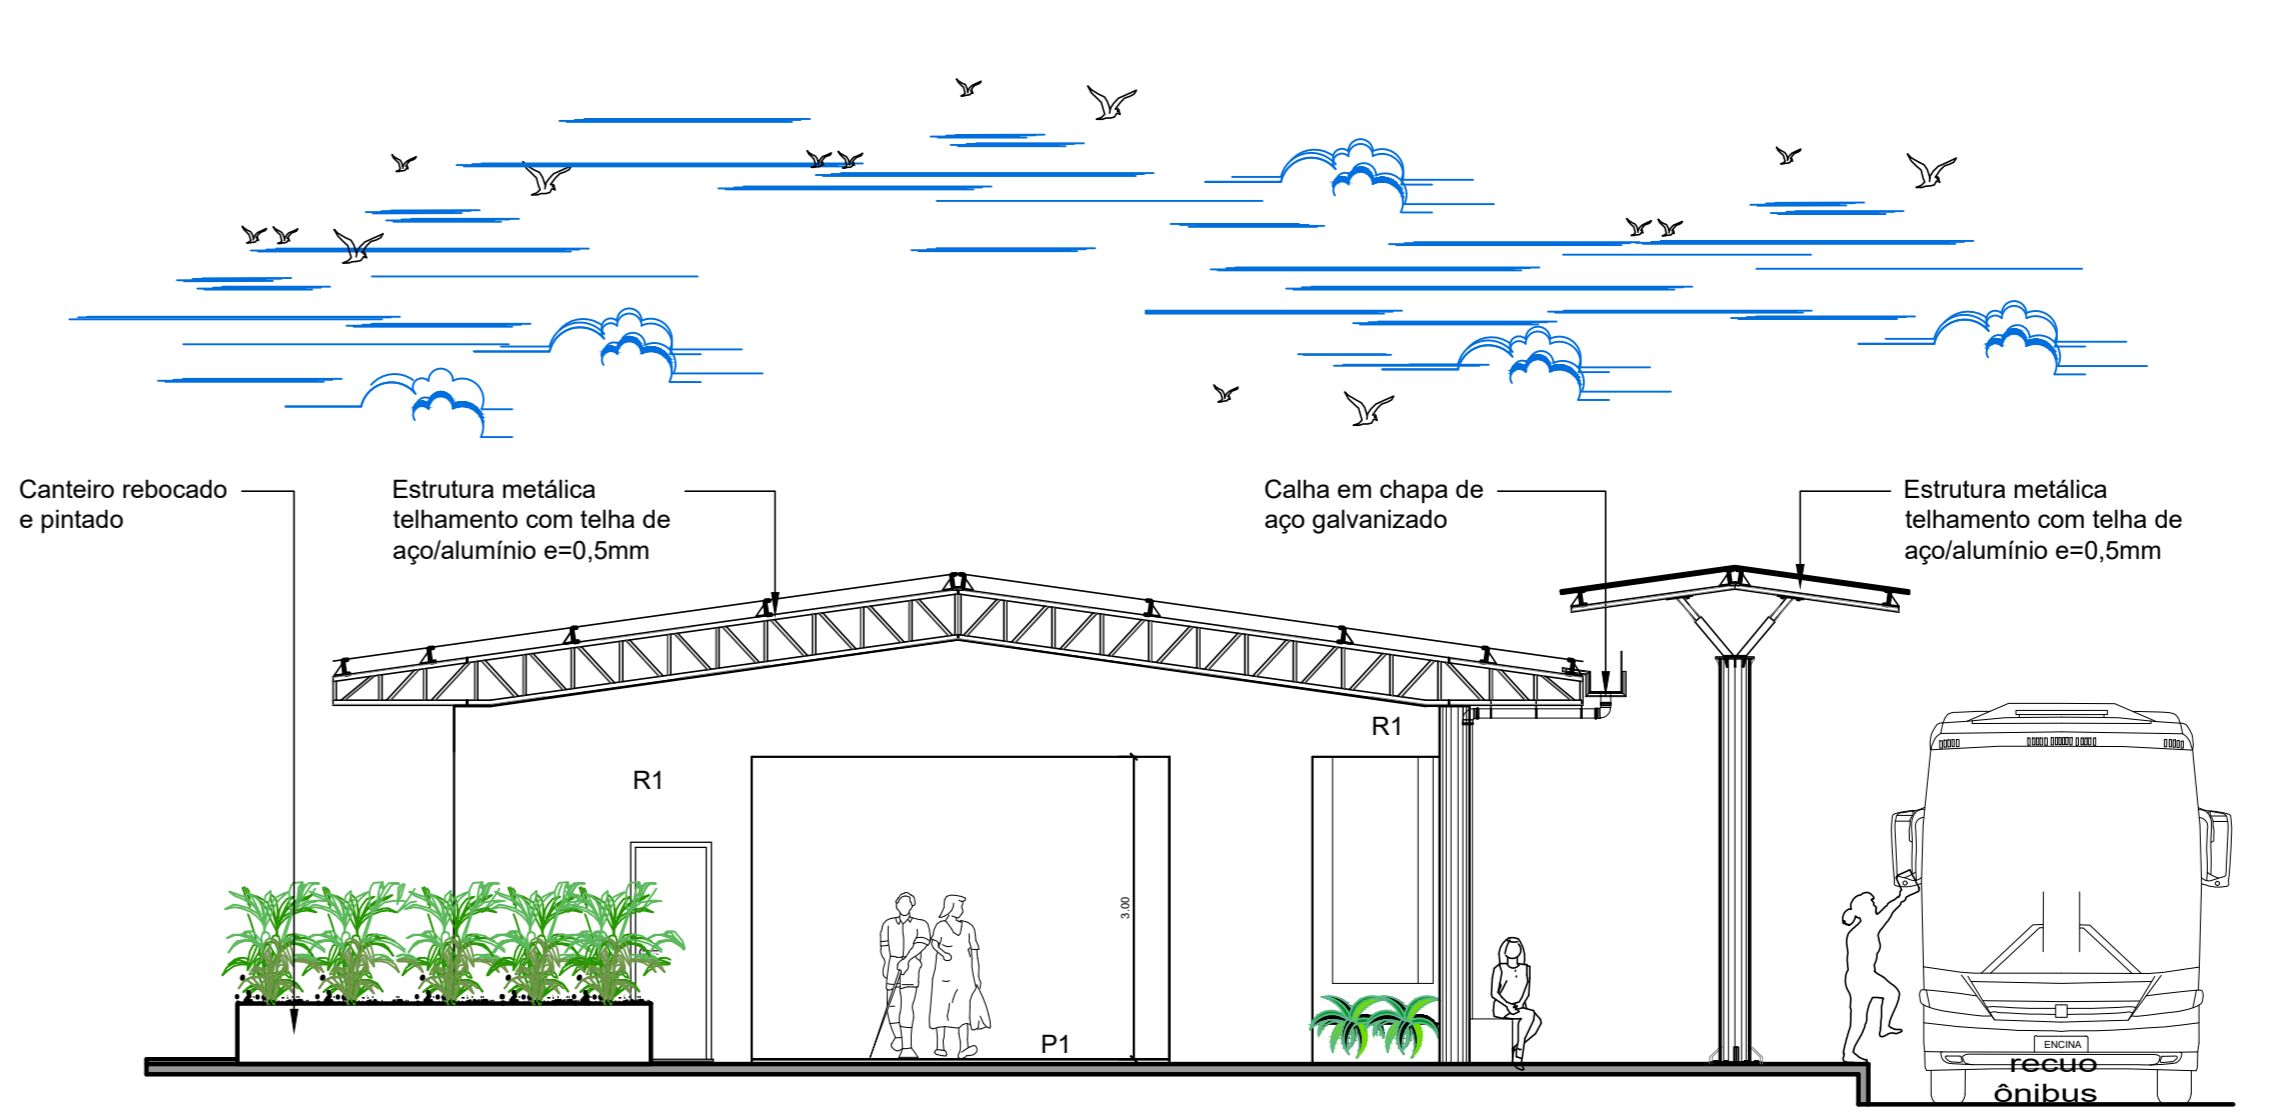 Canteiro rebocado
e pintado
Estrutura metálica
telhamento com telha de
aço/alumínio e=0,5mm
Calha em chapa de
aço galvanizado
Estrutura metálica
telhamento com telha de
aço/alumínio e=0,5mm
R1
R1
3.00
P1
ENCINA
recuo
ônibus